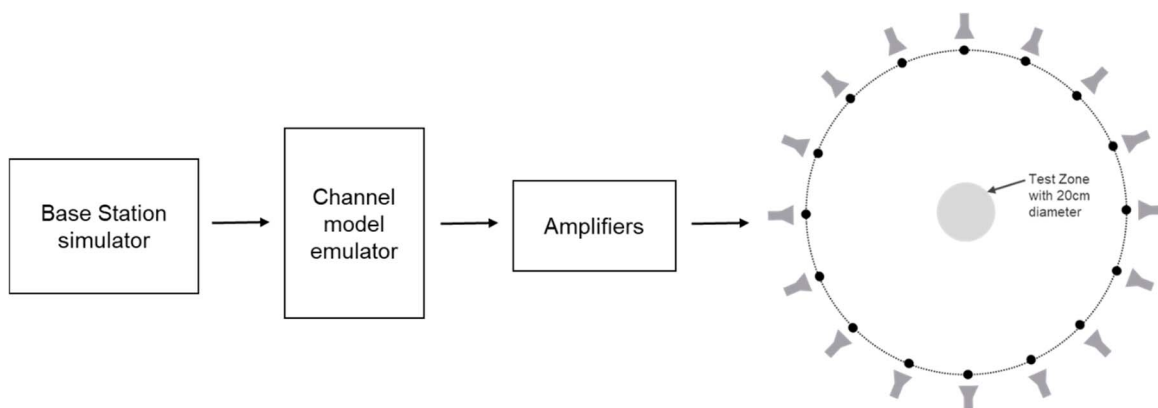 Base Station
simulator
Channel
model
emulator
Amplifiers
Test Zone
with 20cm
diameter